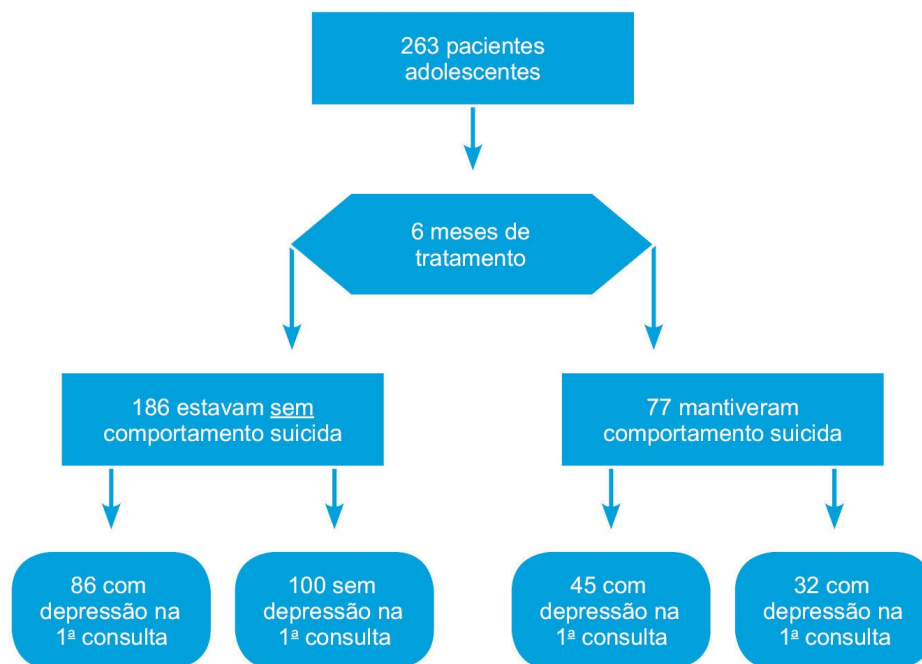 263 pacientes
adolescentes
6 meses de
tratamento
186 estavam sem
comportamento suicida
77 mantiveram
comportamento suicida
86 com
depressão na
1ª consulta
100 sem
depressão na
1ª consulta
45 com
depressão na
1ª consulta
32 com
depressão na
1ª consulta